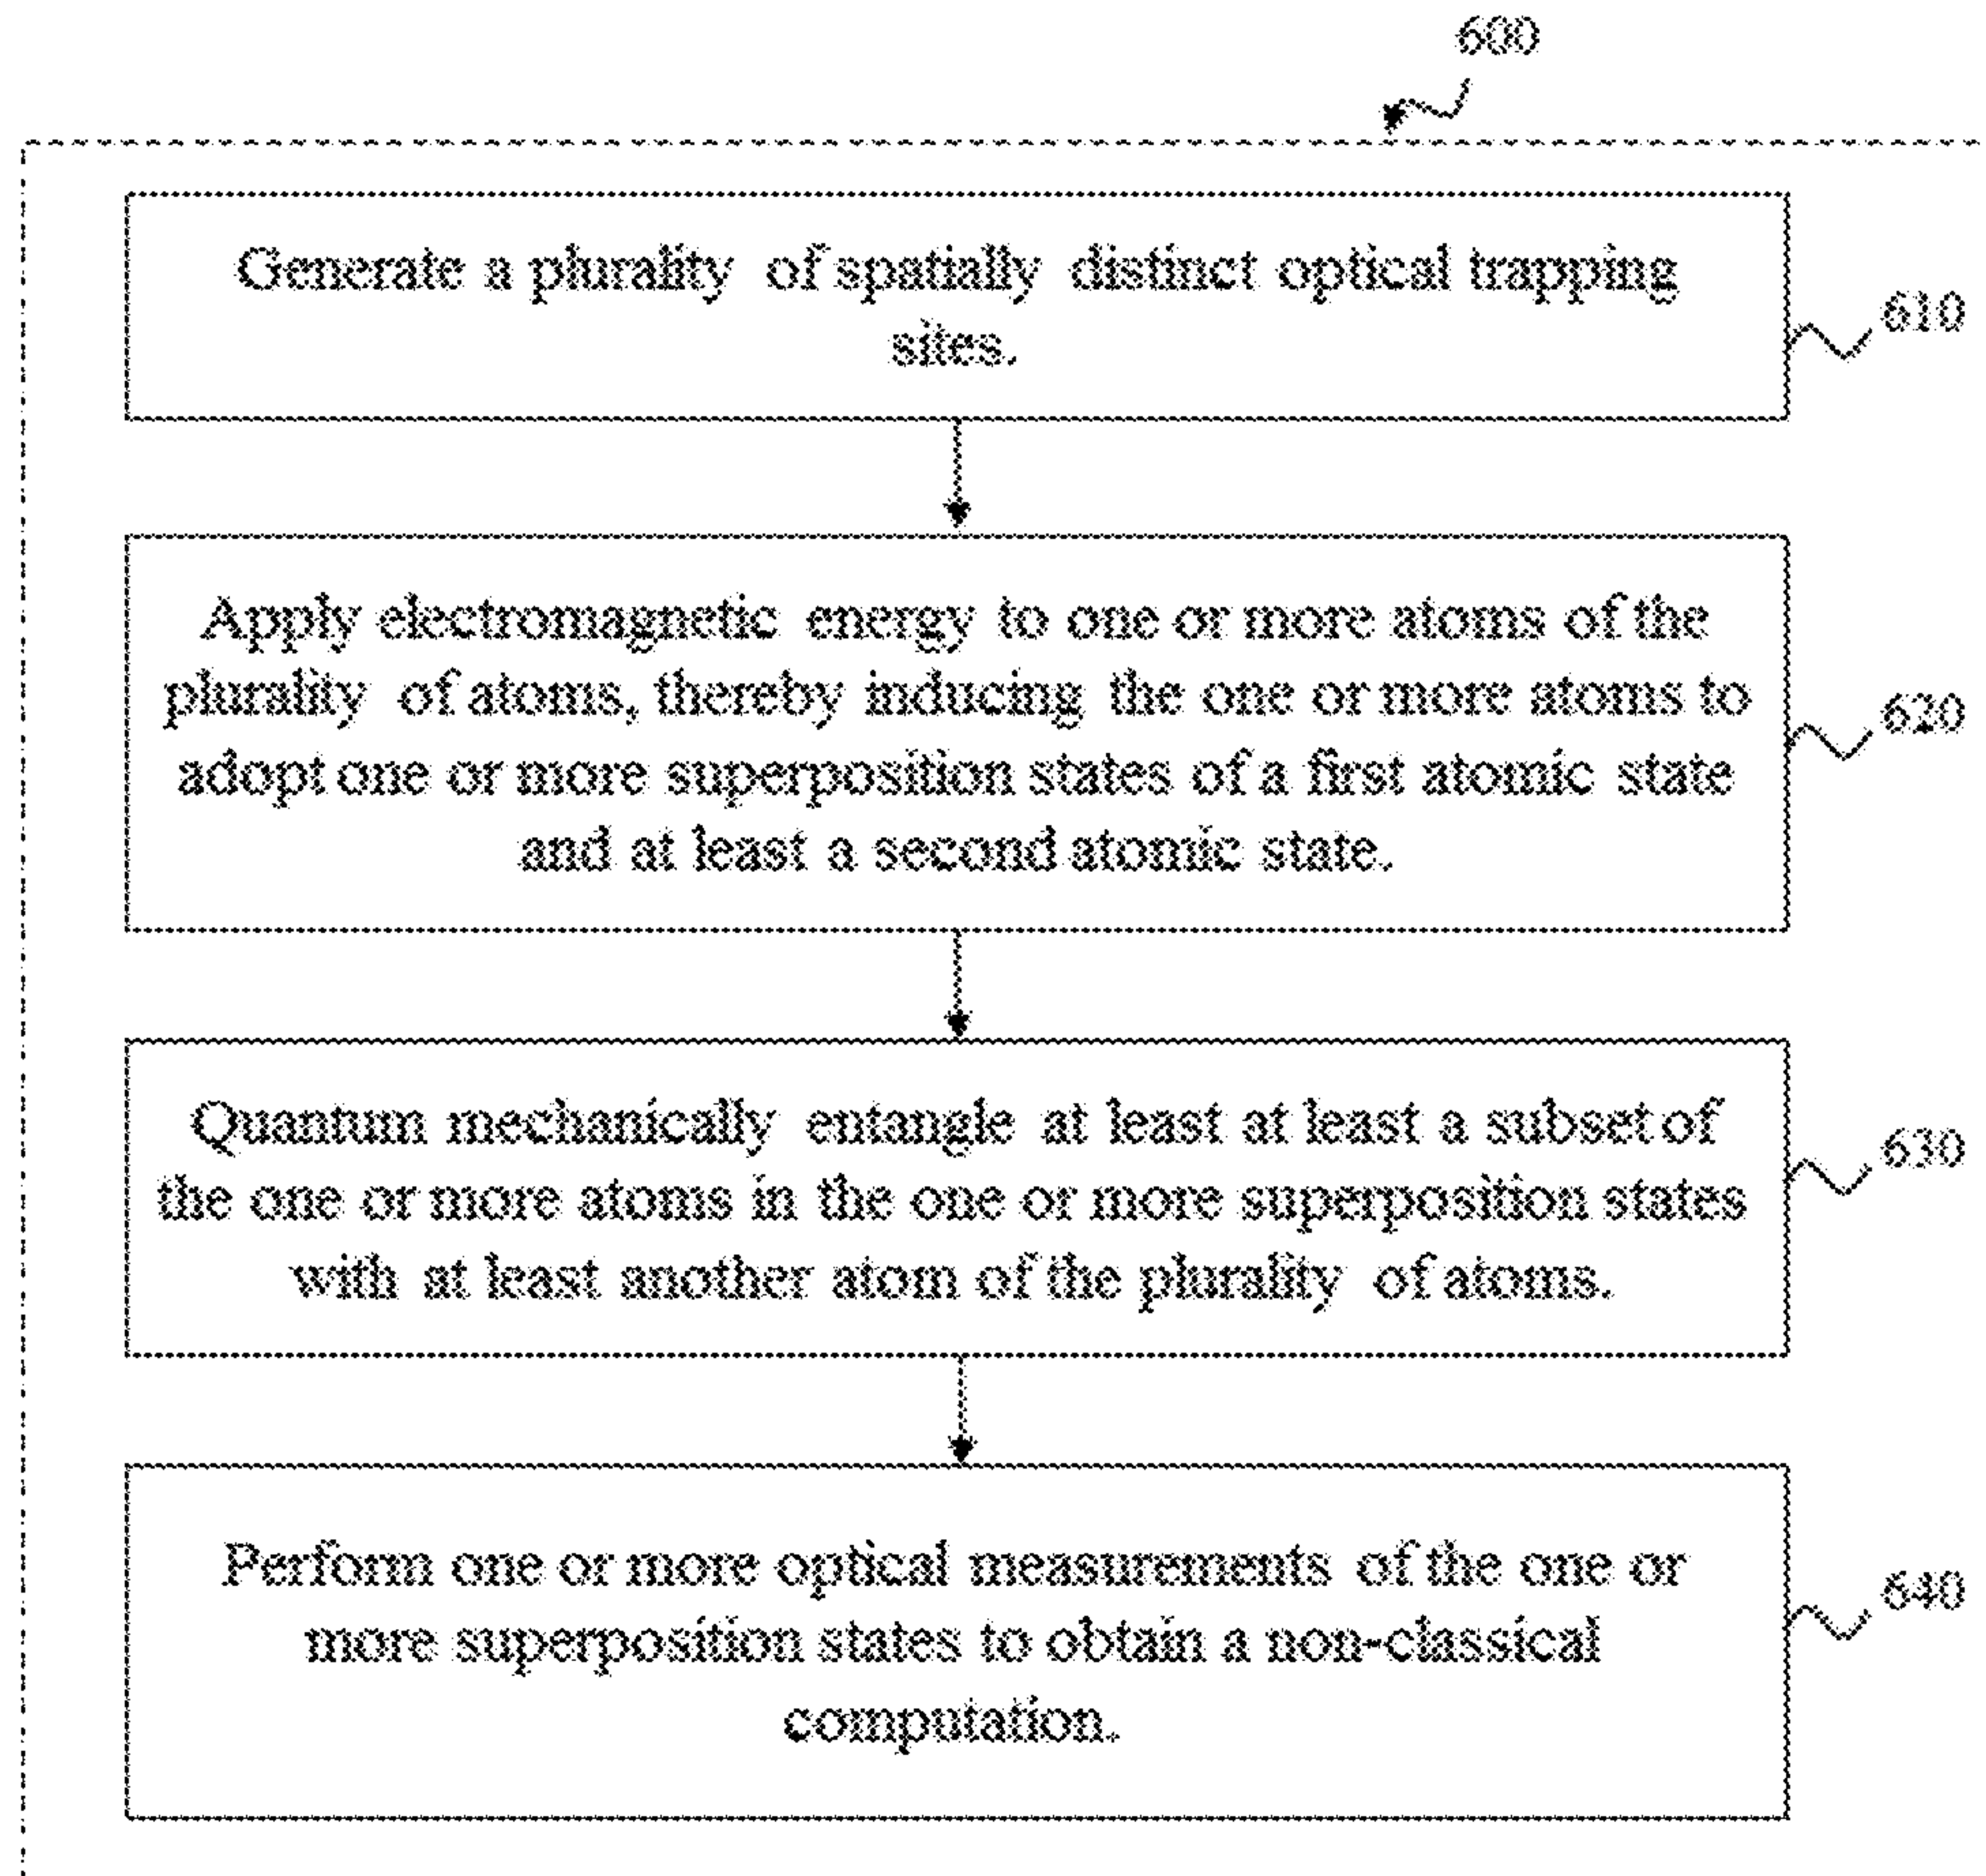 600
Generate a plurality of spatially distinct optical trapping
sites.
610
Apply electromagnetic energy to one or more atoms of the
plurality of atoms, thereby inducing the one or more atoms to
adopt one or more superposition states of a first atomic state
and at least a second atomic state.
620
Quantum mechanically entangle at least at least a subset of
the one or more atoms in the one or more superposition states
with at least another atom of the plurality of atoms.
630
Perform one or more optical measurements of the one or
more superposition states to obtain a non-classical
computation.
640